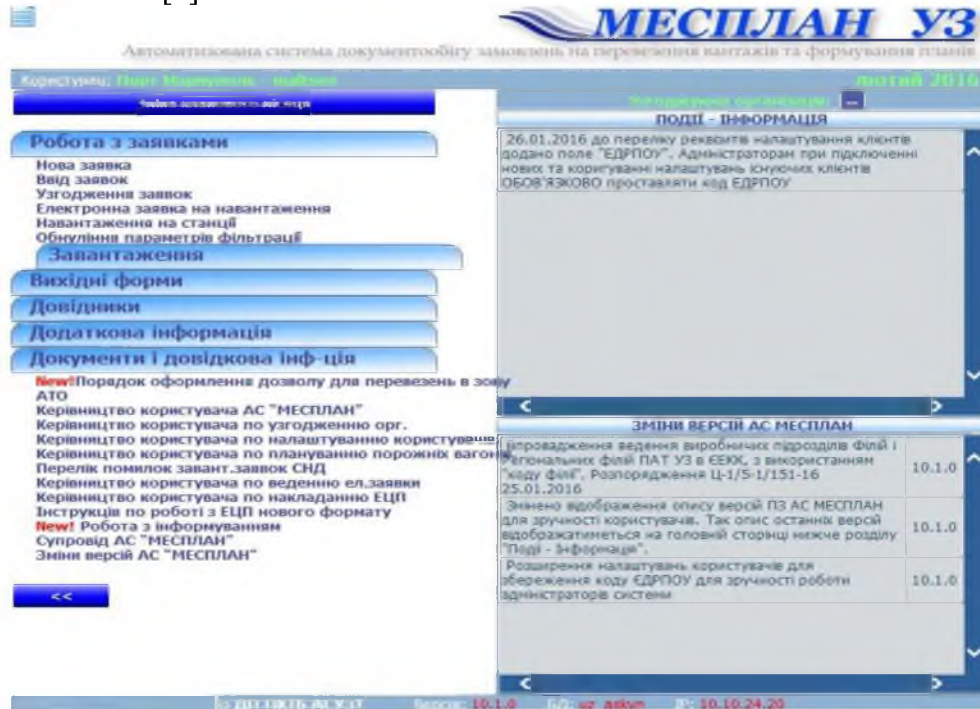 МЕСПЛАН УЗ
Автоматизована система документообігу замовлень на перевезення вантажів та формування планів
Користувач: Порт Маріуполь
лютий 2016
Робота з заявками
Нова заявка
Ввід заявок
Узгодження заявок
Електронна заявка на навантаження
Навантаження на станції
Обнуління параметрів фільтрації
Завантаження
Вихідні форми
Довідники
Додаткова інформація
Документи і довідкова інф-ція
New!Порядок оформлення дозволу для перевезень в зону
АТО
Керівництво користувача АС "МЕСПЛАН"
Керівництво користувача по узгодженню орг.
Керівництво користувача по налаштуванню користувачів
Керівництво користувача по плануванню порожніх вагонів
Перелік помилок завант.заявок СНД
Керівництво користувача по веденню ел.заявки
Керівництво користувача по накладанню ЕЦП
Інструкція по роботі з ЕЦП нового формату
New! Робота з інформуванням
Супровід АС "МЕСПЛАН"
Зміни версій АС "МЕСПЛАН"
<<
ПОДІЇ - ІНФОРМАЦІЯ
26.01.2016 до переліку реквізитів налаштування клієнтів
додано поле "ЄДРПОУ". Адміністраторам при підключенні
нових та коригуванні налаштувань існуючих клієнтів
ОБОВ'ЯЗКОВО проставляти код ЄДРПОУ
ЗМІНИ ВЕРСІЙ АС МЕСПЛАН
Впровадження ведення виробничих підрозділів Філій і
Регіональних філій ПАТ УЗ в ЄЕКК, з використанням
"коду філії". Розпорядження Ц-1/5-1/151-16
25.01.2016
10.1.0
Змінено відображення опису версій ПЗ АС МЕСПЛАН
для зручності користувачів. Так опис останніх версій
відображатиметься на головній сторінці нижче розділу
"Події - Інформація".
10.1.0
Розширення налаштувань користувачів для
збереження коду ЄДРПОУ для зручності роботи
адміністраторів системи
10.1.0
Версія: 10.1.0 БД: IP: 10.10.24.20